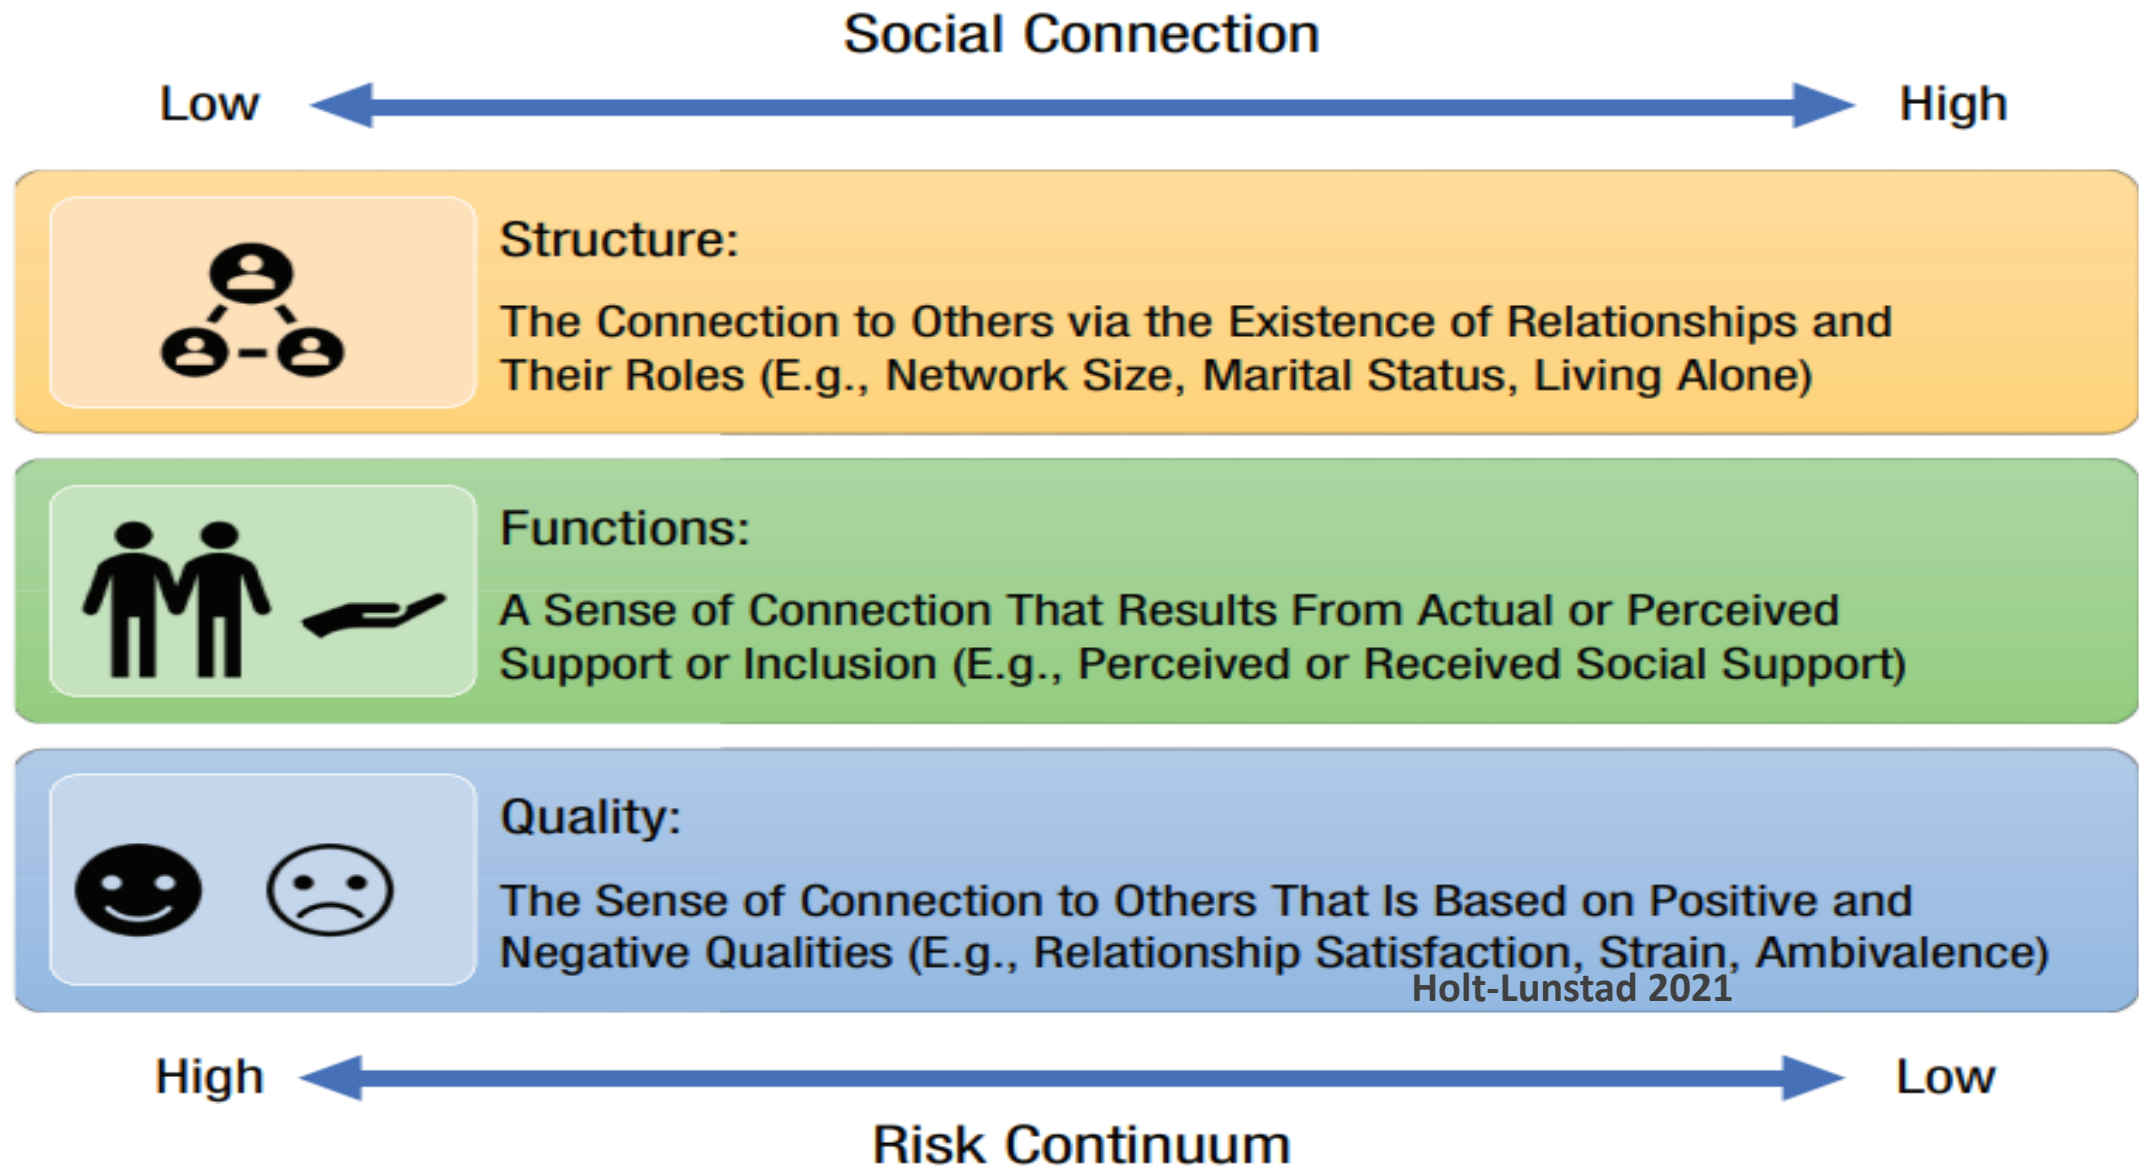 Social Connection
Low High
Structure:
The Connection to Others via the Existence of Relationships and
Their Roles (E.g., Network Size, Marital Status, Living Alone)
Functions:
A Sense of Connection That Results From Actual or Perceived
Support or Inclusion (E.g., Perceived or Received Social Support)
Quality:
The Sense of Connection to Others That Is Based on Positive and
Negative Qualities (E.g., Relationship Satisfaction, Strain, Ambivalence)
Holt-Lunstad 2021
High Low
Risk Continuum